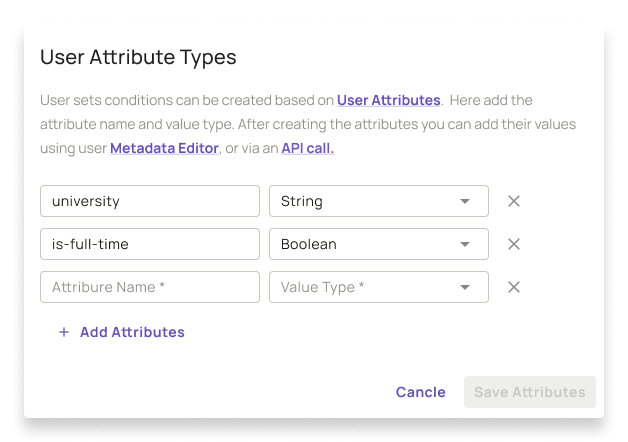 User Attribute Types
User sets conditions can be created based on User Attributes.  Here add the
attribute name and value type. After creating the attributes you can add their values
using user Metadata Editor, or via an API call.
university String
is-full-time Boolean
Attribure Name * Value Type *
+ Add Attributes
Cancle Save Attributes